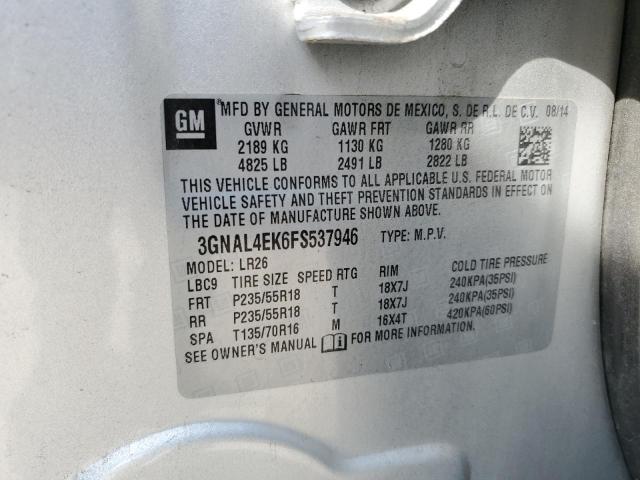 GM
MFD BY GENERAL MOTORS DE MEXICO, S. DE R.L. DE C.V. 08/14
GVWR GAWR FRT GAWR RR
2189 KG 1130 KG 1280 KG
4825 LB 2491 LB 2822 LB
THIS VEHICLE CONFORMS TO ALL APPLICABLE U.S. FEDERAL MOTOR
VEHICLE SAFETY AND THEFT PREVENTION STANDARDS IN EFFECT ON
THE DATE OF MANUFACTURE SHOWN ABOVE.
3GNAL4EK6FS537946 TYPE: M.P.V.
MODEL: LR26
LBC9 TIRE SIZE SPEED RTG RIM COLD TIRE PRESSURE
FRT P235/55R18 T 18X7J 240KPA(35PSI)
RR P235/55R18 T 18X7J 240KPA(35PSI)
SPA T135/70R16 M 16X4T 420KPA(60PSI)
SEE OWNER'S MANUAL FOR MORE INFORMATION.